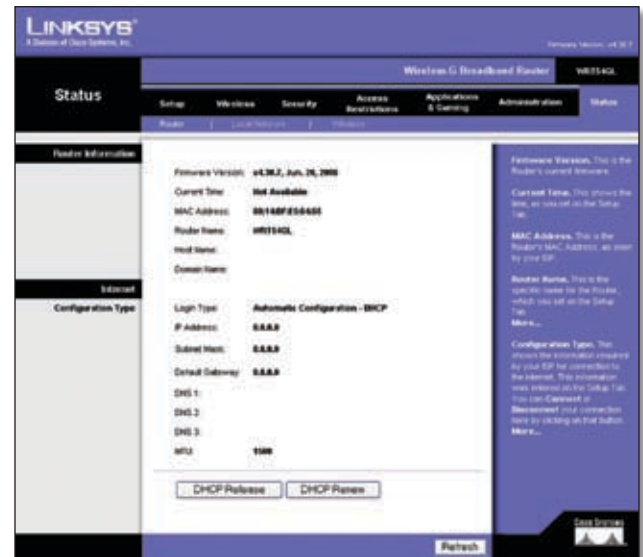 LINKSYS®
A Division of Cisco Systems, Inc.
Firmware Version:
Wireless-G Broadband Router WRT54GL
Status
Setup Wireless Security Access Restrictions Applications & Gaming Administration Status
Router | Local Network | Wireless
Router Information
Firmware Version:
Current Time: Not Available
MAC Address:
Router Name: WRT54GL
Host Name:
Domain Name:
Internet
Configuration Type
Login Type: Automatic Configuration - DHCP
IP Address: 0.0.0.0
Subnet Mask: 0.0.0.0
Default Gateway: 0.0.0.0
DNS 1:
DNS 2:
DNS 3:
MTU: 1500
DHCP Release DHCP Renew
Firmware Version. This is the
Router's current firmware.
Current Time. This shows the
time, as you set on the Setup
Tab.
MAC Address. This is the
Router's MAC Address, as seen
by your ISP.
Router Name. This is the
specific name for the Router,
which you set on the Setup
Tab.
More...
Configuration Type. This
shows the information required
by your ISP for connection to
the Internet. This information
was entered on the Setup Tab.
You can Connect or
Disconnect your connection
here by clicking on that button.
More...
Refresh
Cisco Systems